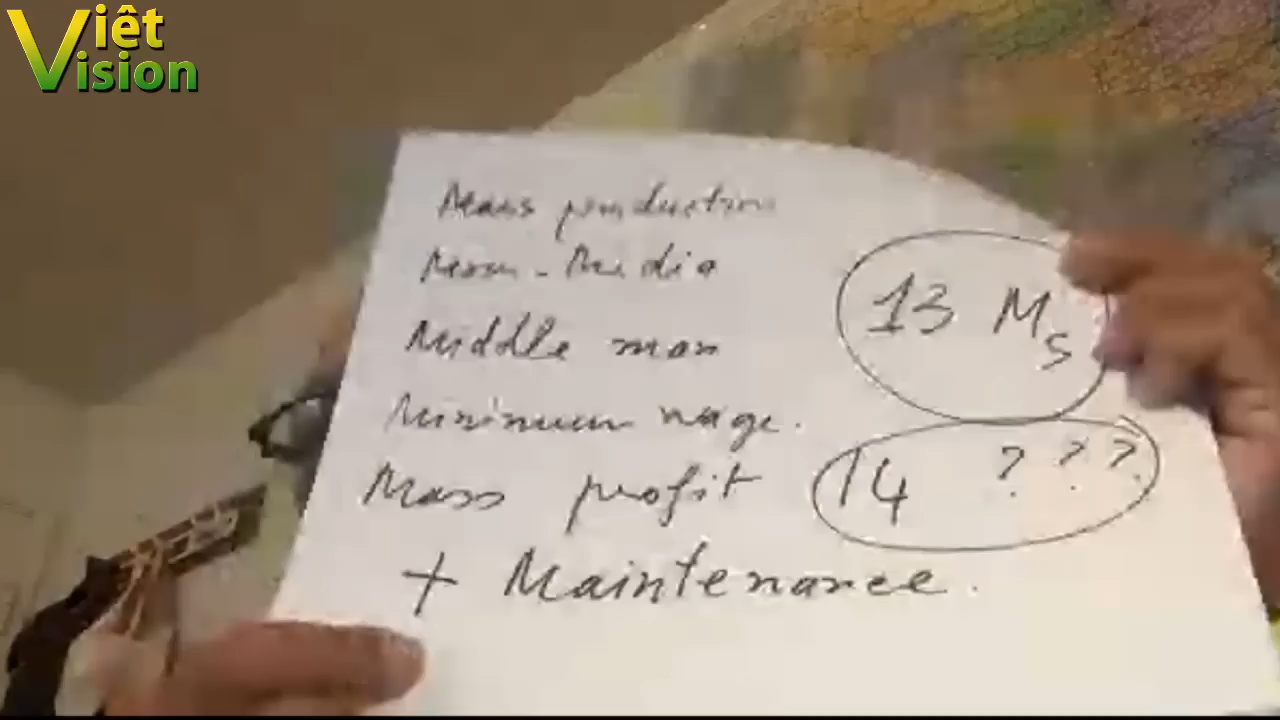 Việt
Vision
Mass production
Mass-Media
Middle man
Minimum wage.
Mass profit
+ Maintenance.
13 Ms
14 ? ? ?